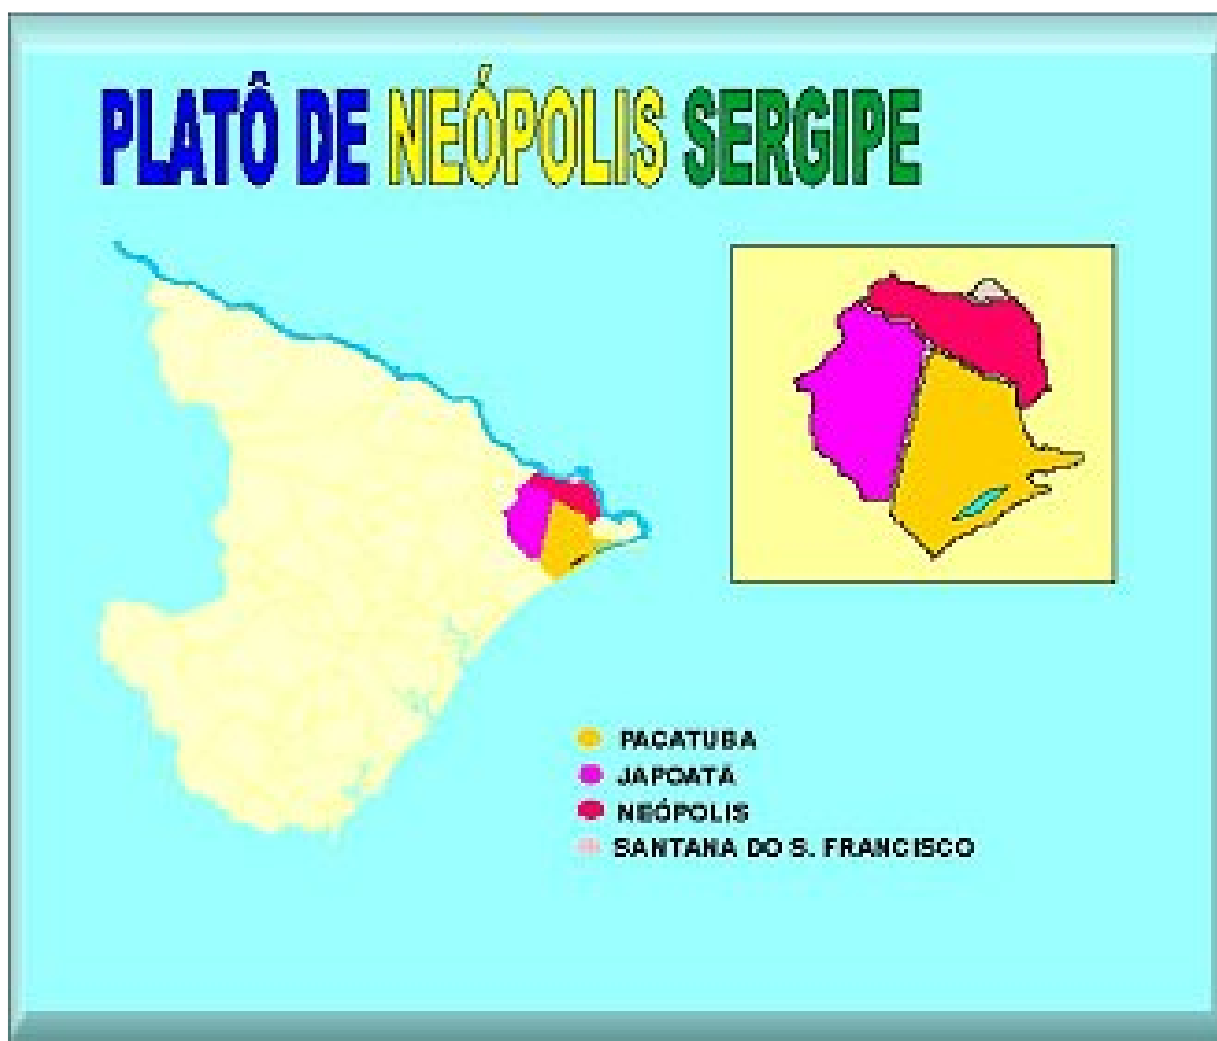 PLATÔ DE NEÓPOLIS SERGIPE
PACATUBA
JAPOATÃ
NEÓPOLIS
SANTANA DO S. FRANCISCO